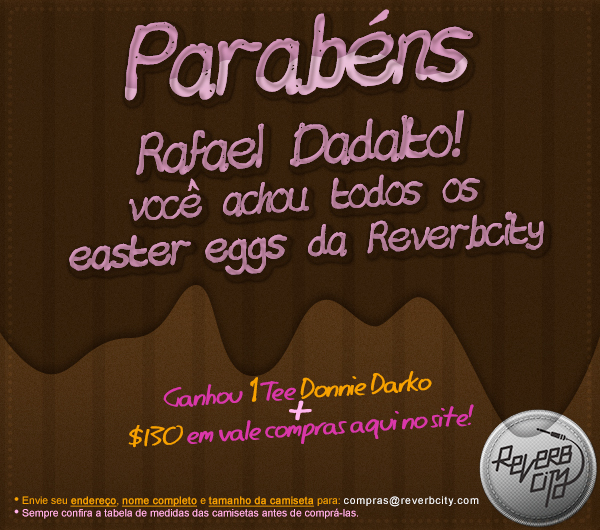 Parabéns
Rafael Dadalto!
você achou todos os
easter eggs da Reverbcity
Ganhou 1 Tee Donnie Darko
+
$130 em vale compras aqui no site!
REVERB
CITY
• Envie seu endereço, nome completo e tamanho da camiseta para: compras@reverbcity.com
• Sempre confira a tabela de medidas das camisetas antes de comprá-las.